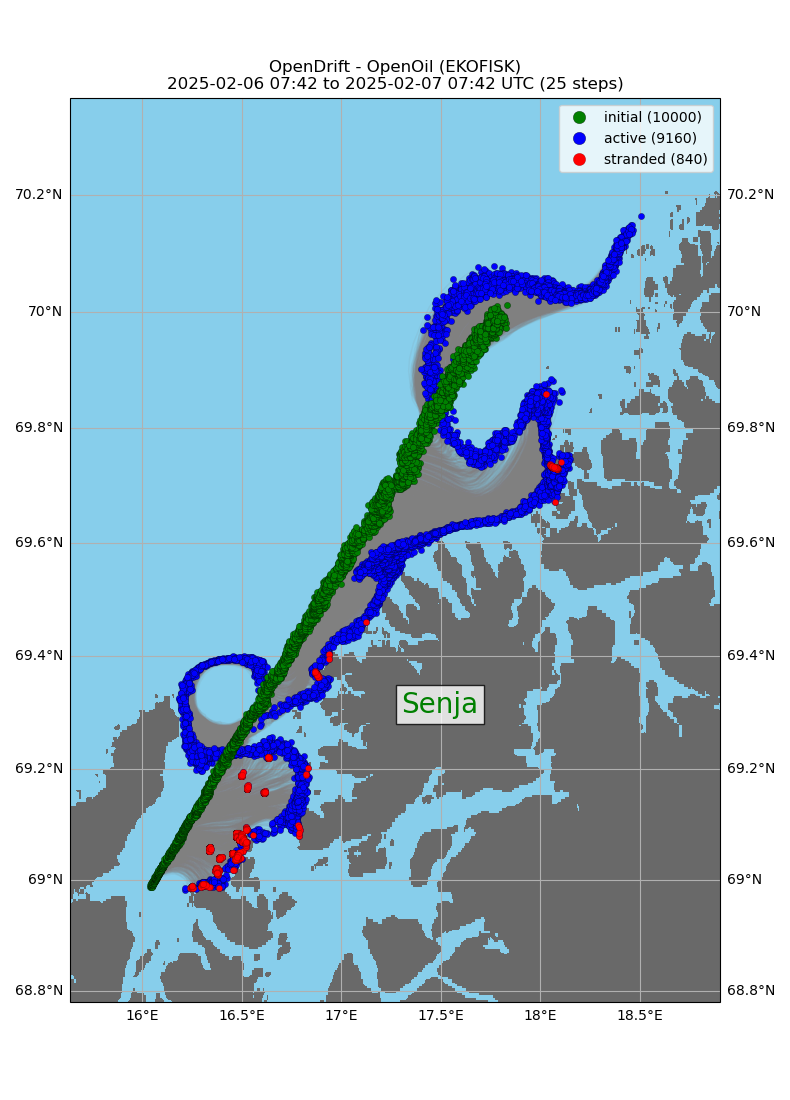 OpenDrift - OpenOil (EKOFISK)
2025-02-06 07:42 to 2025-02-07 07:42 UTC (25 steps)
initial (10000)
active (9160)
stranded (840)
70.2°N 70.2°N
70°N 70°N
69.8°N 69.8°N
69.6°N 69.6°N
69.4°N 69.4°N
Senja
69.2°N 69.2°N
69°N 69°N
68.8°N 68.8°N
16°E 16.5°E 17°E 17.5°E 18°E 18.5°E